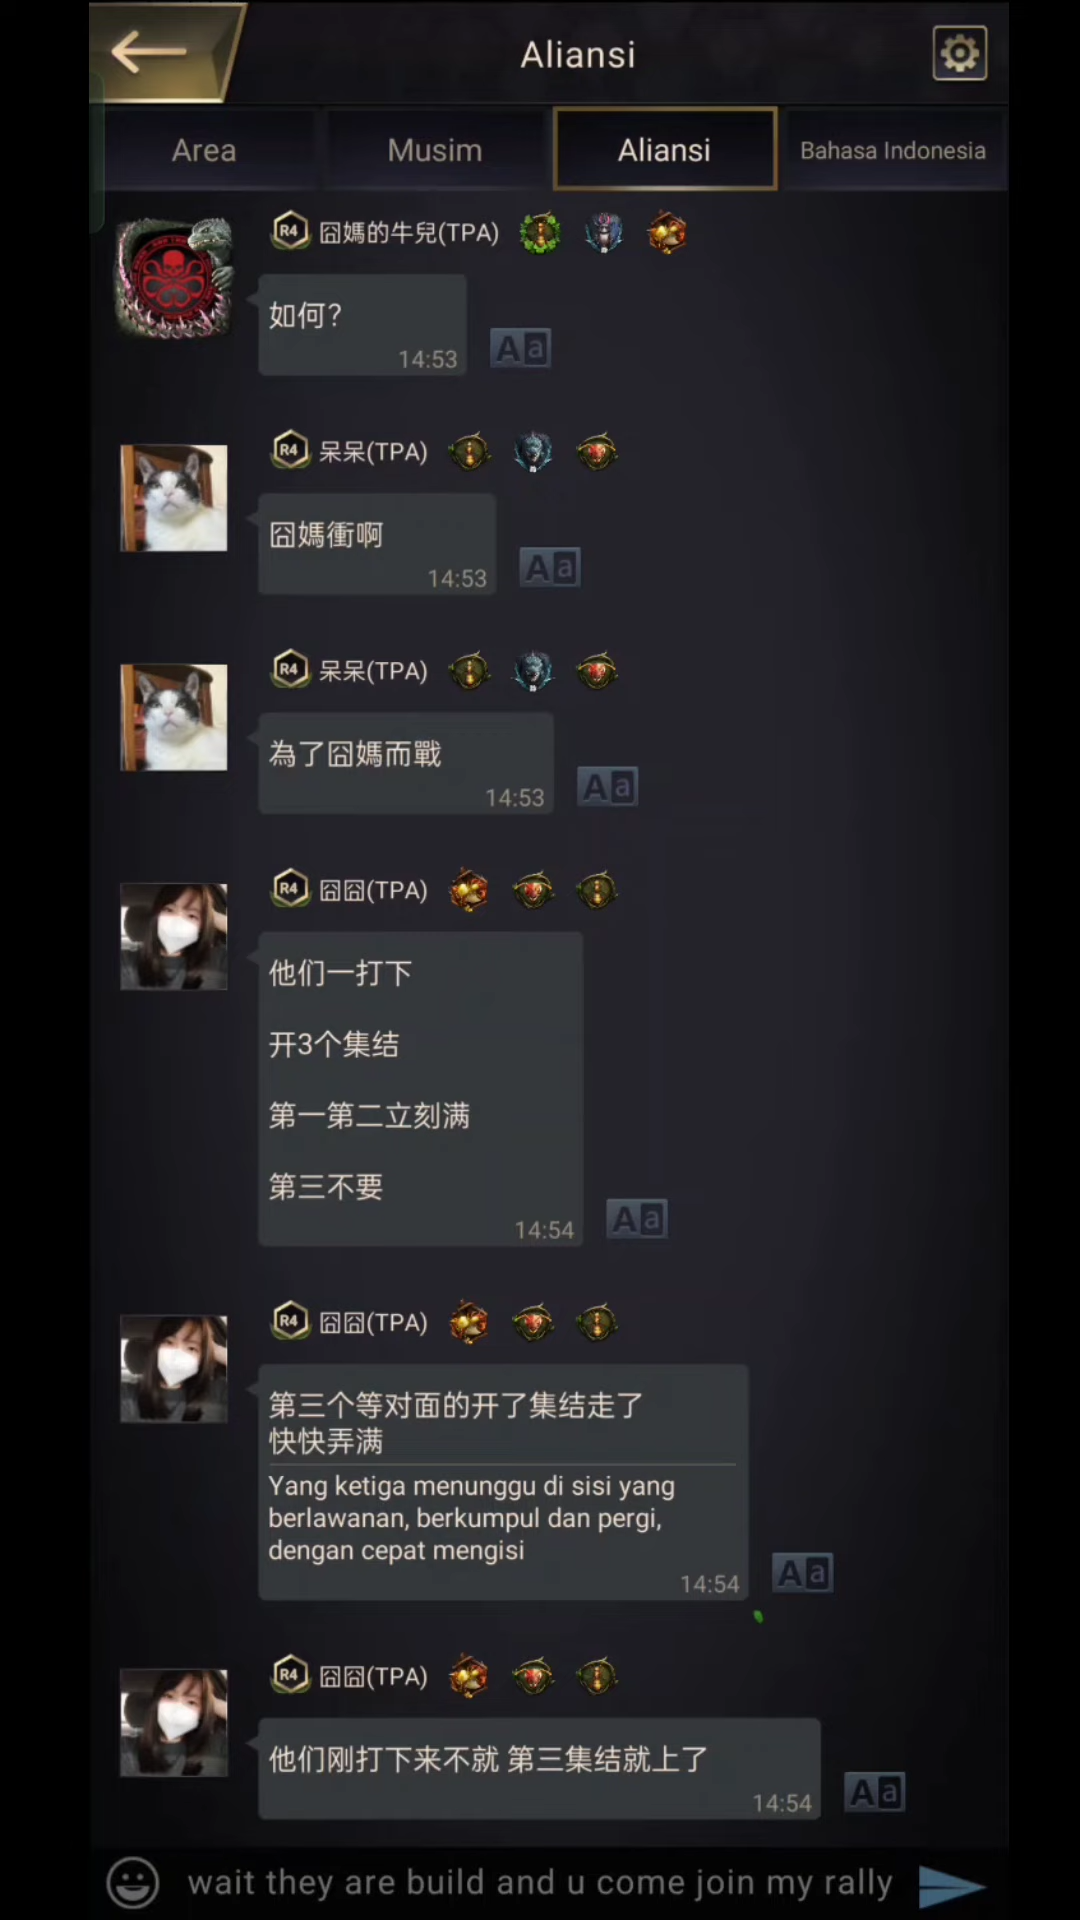 Aliansi
Area
Musim
Aliansi
Bahasa Indonesia
R4 囧媽的牛兒(TPA)
如何?
14:53
Aa
R4 呆呆(TPA)
囧媽衝啊
14:53
Aa
R4 呆呆(TPA)
為了囧媽而戰
14:53
Aa
R4 囧囧(TPA)
他们一打下
开3个集结
第一第二立刻满
第三不要
14:54
Aa
R4 囧囧(TPA)
第三个等对面的开了集结走了
快快弄满
Yang ketiga menunggu di sisi yang
berlawanan, berkumpul dan pergi,
dengan cepat mengisi
14:54
Aa
R4 囧囧(TPA)
他们刚打下来不就 第三集结就上了
14:54
Aa
wait they are build and u come join my rally